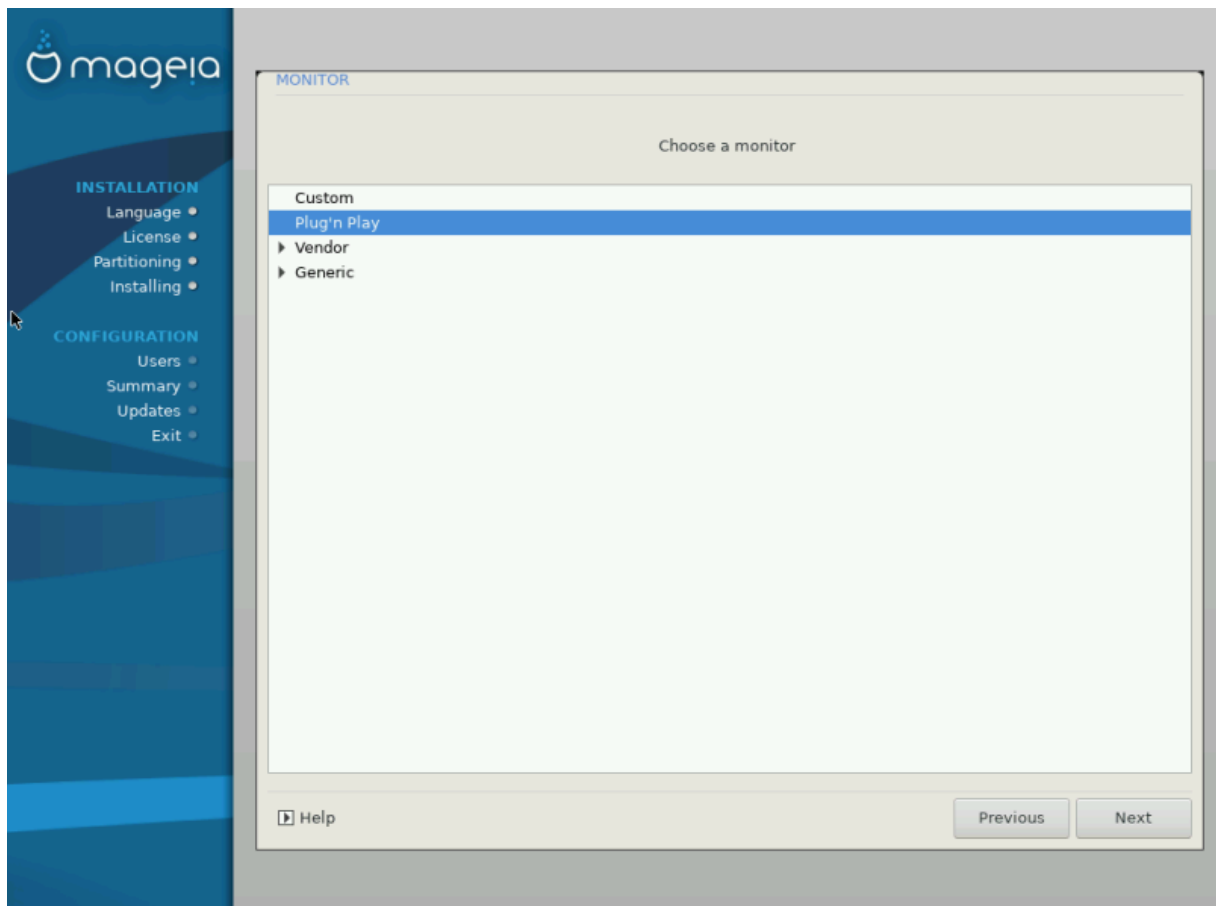 mageia
INSTALLATION
Language
License
Partitioning
Installing
CONFIGURATION
Users
Summary
Updates
Exit
MONITOR
Choose a monitor
Custom
Plug'n Play
Vendor
Generic
Help
Previous
Next